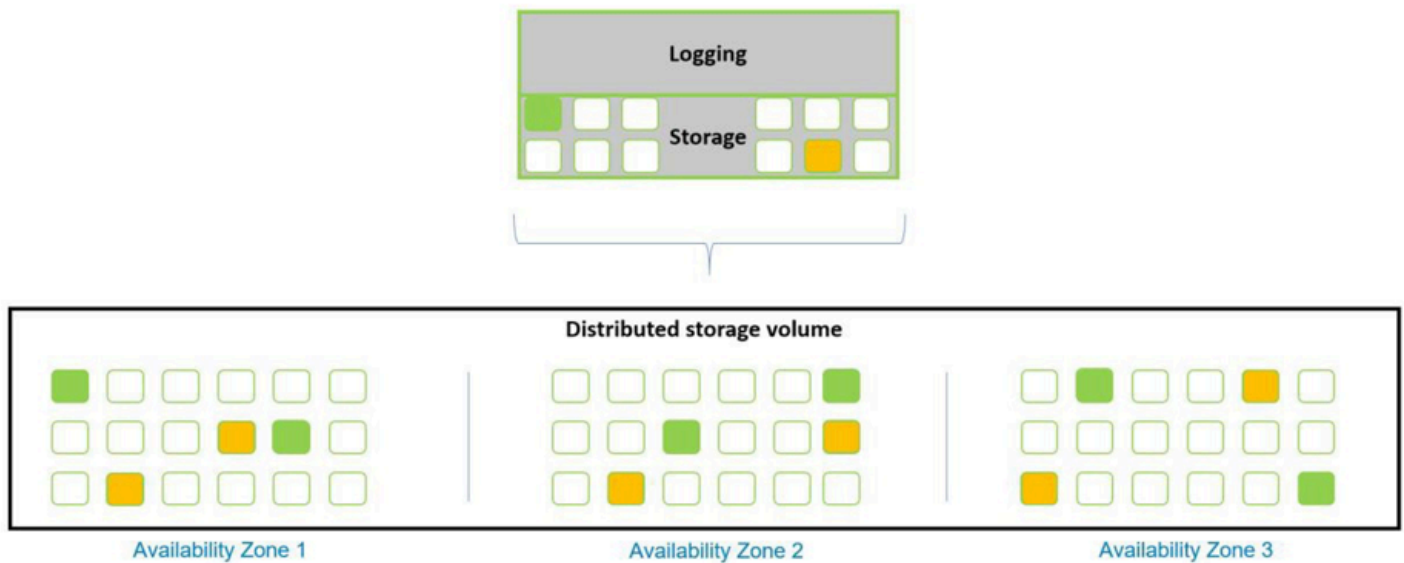 Logging
Storage
Distributed storage volume
Availability Zone 1
Availability Zone 2
Availability Zone 3